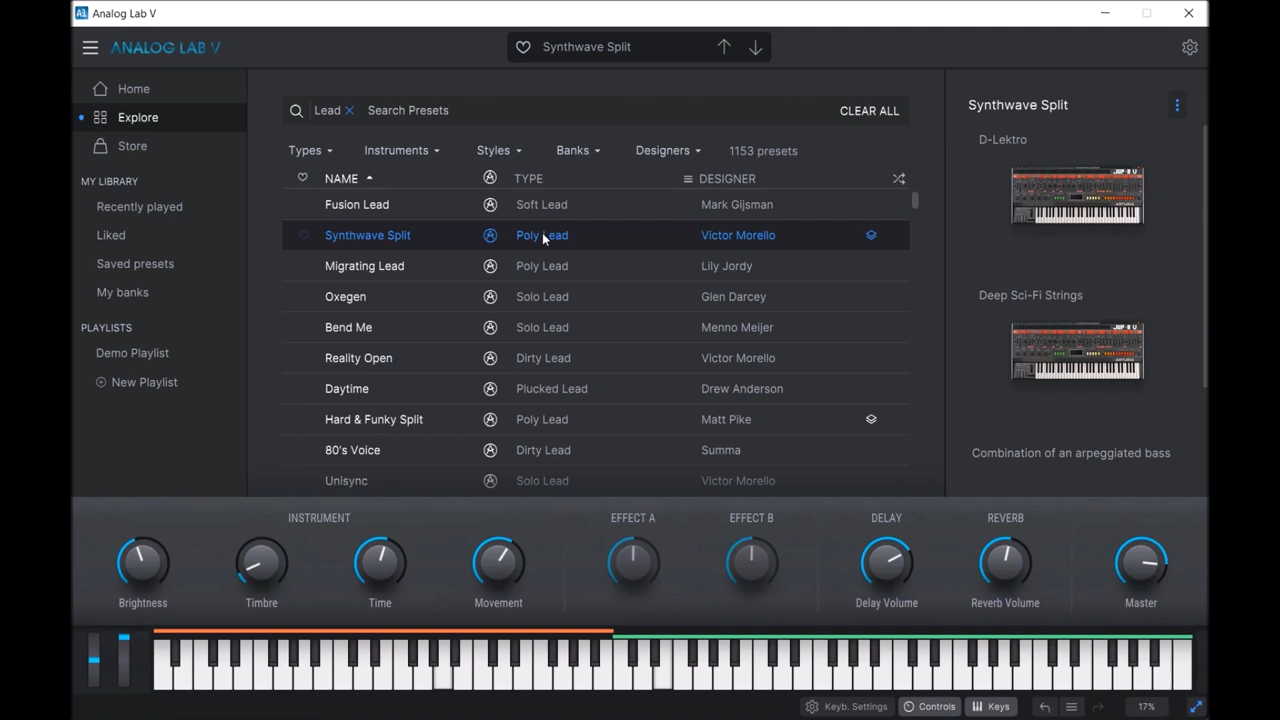 Analog Lab V
ANALOG LAB V
Synthwave Split
Home
Explore
Store
MY LIBRARY
Recently played
Liked
Saved presets
My banks
PLAYLISTS
Demo Playlist
New Playlist
Lead Search Presets CLEAR ALL
Types Instruments Styles Banks Designers 1153 presets
NAME TYPE DESIGNER
Fusion Lead Soft Lead Mark Gijsman
Synthwave Split Poly Lead Victor Morello
Migrating Lead Poly Lead Lily Jordy
Oxegen Solo Lead Glen Darcey
Bend Me Solo Lead Menno Meijer
Reality Open Dirty Lead Victor Morello
Daytime Plucked Lead Drew Anderson
Hard & Funky Split Poly Lead Matt Pike
80's Voice Dirty Lead Summa
Unisync Solo Lead Victor Morello
Synthwave Split
D-Lektro
JUP-8 V
ARTURIA
Deep Sci-Fi Strings
JUP-8 V
ARTURIA
Combination of an arpeggiated bass
INSTRUMENT EFFECT A EFFECT B DELAY REVERB
Brightness Timbre Time Movement Delay Volume Reverb Volume Master
Keyb. Settings Controls Keys 17%